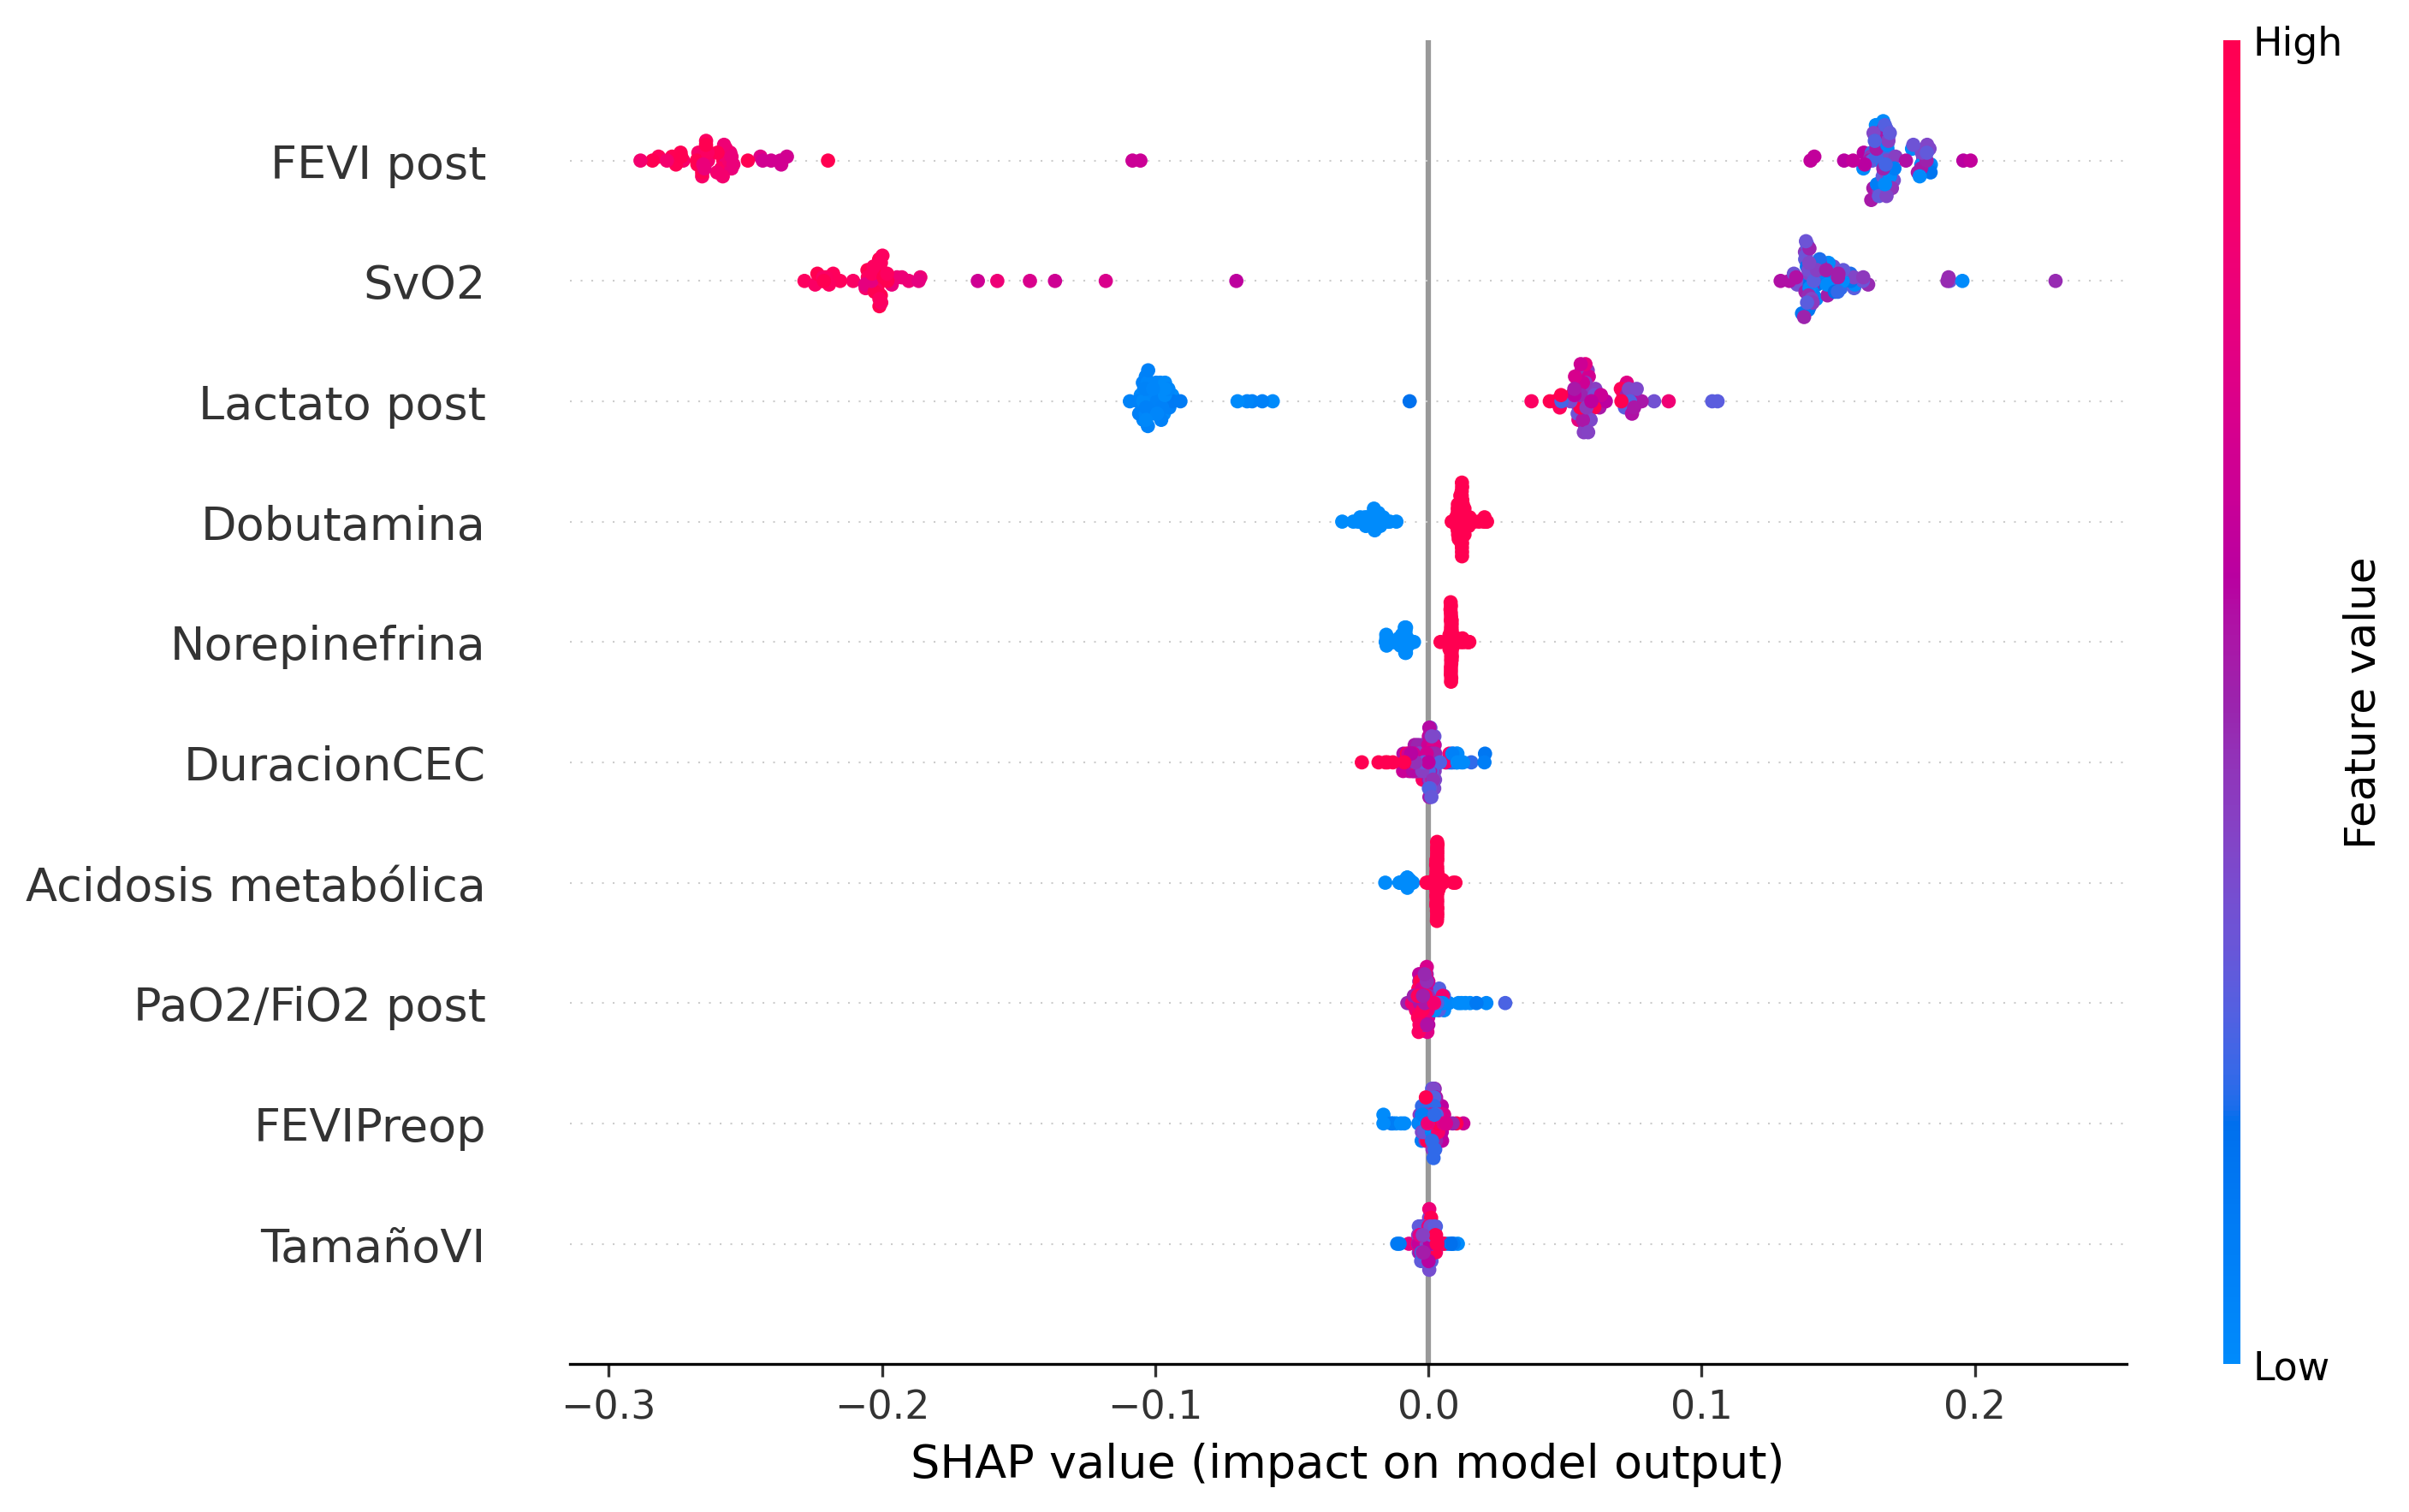 High
FEVI post
SvO2
Lactato post
Dobutamina
Norepinefrina
DuracionCEC
Acidosis metabólica
PaO2/FiO2 post
FEVIPreop
TamañoVI
Feature value
Low
−0.3 −0.2 −0.1 0.0 0.1 0.2
SHAP value (impact on model output)